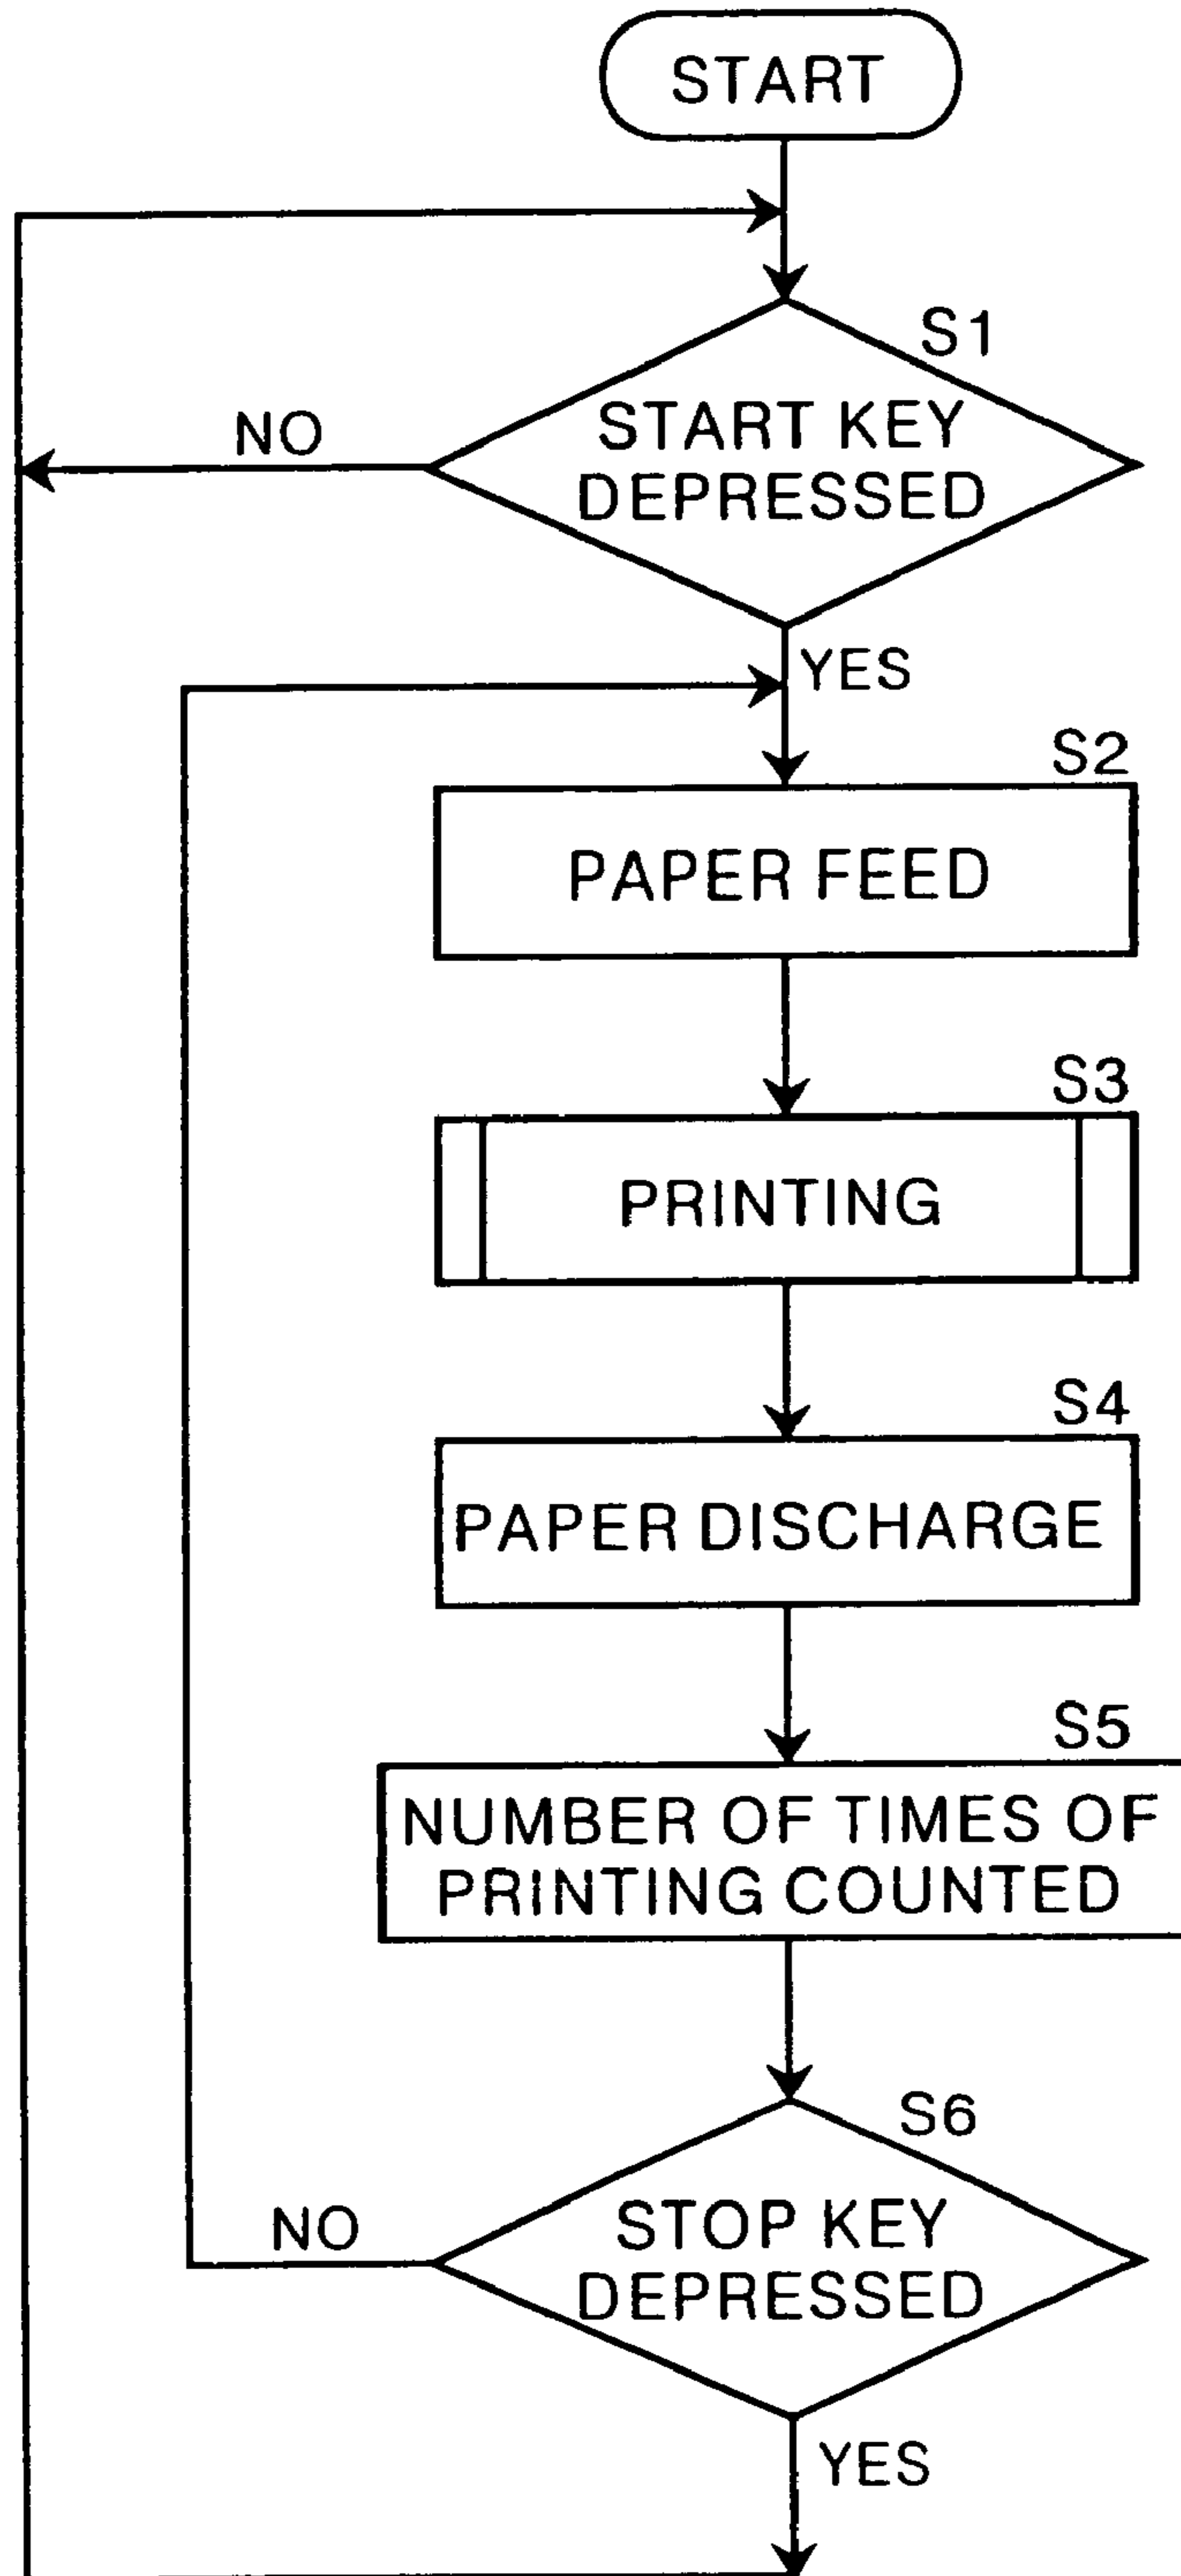 START
S1
START KEY
DEPRESSED
NO
YES
S2
PAPER FEED
S3
PRINTING
S4
PAPER DISCHARGE
S5
NUMBER OF TIMES OF
PRINTING COUNTED
S6
STOP KEY
DEPRESSED
NO
YES